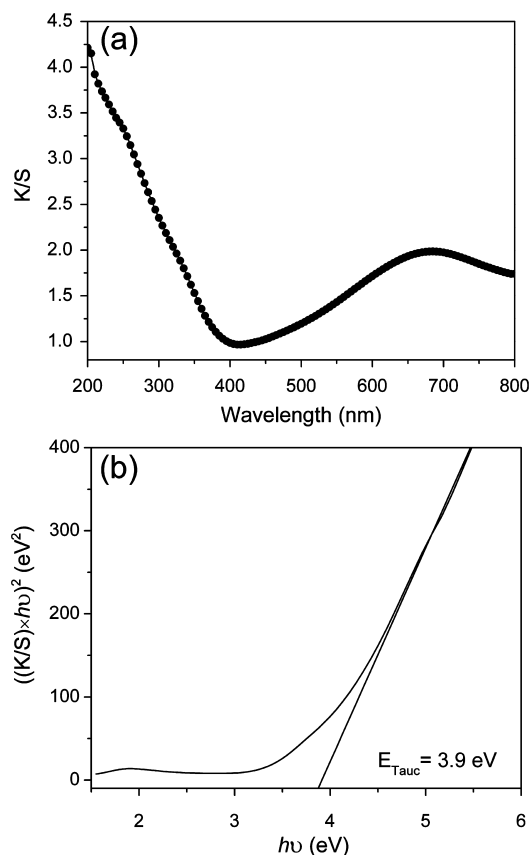 (a)
4.5
4.0
3.5
3.0
2.5
2.0
1.5
1.0
K/S
200 300 400 500 600 700 800
Wavelength (nm)
(b)
400
300
200
100
0
((K/S)×hυ)² (eV²)
E_Tauc = 3.9 eV
2 3 4 5 6
hυ (eV)